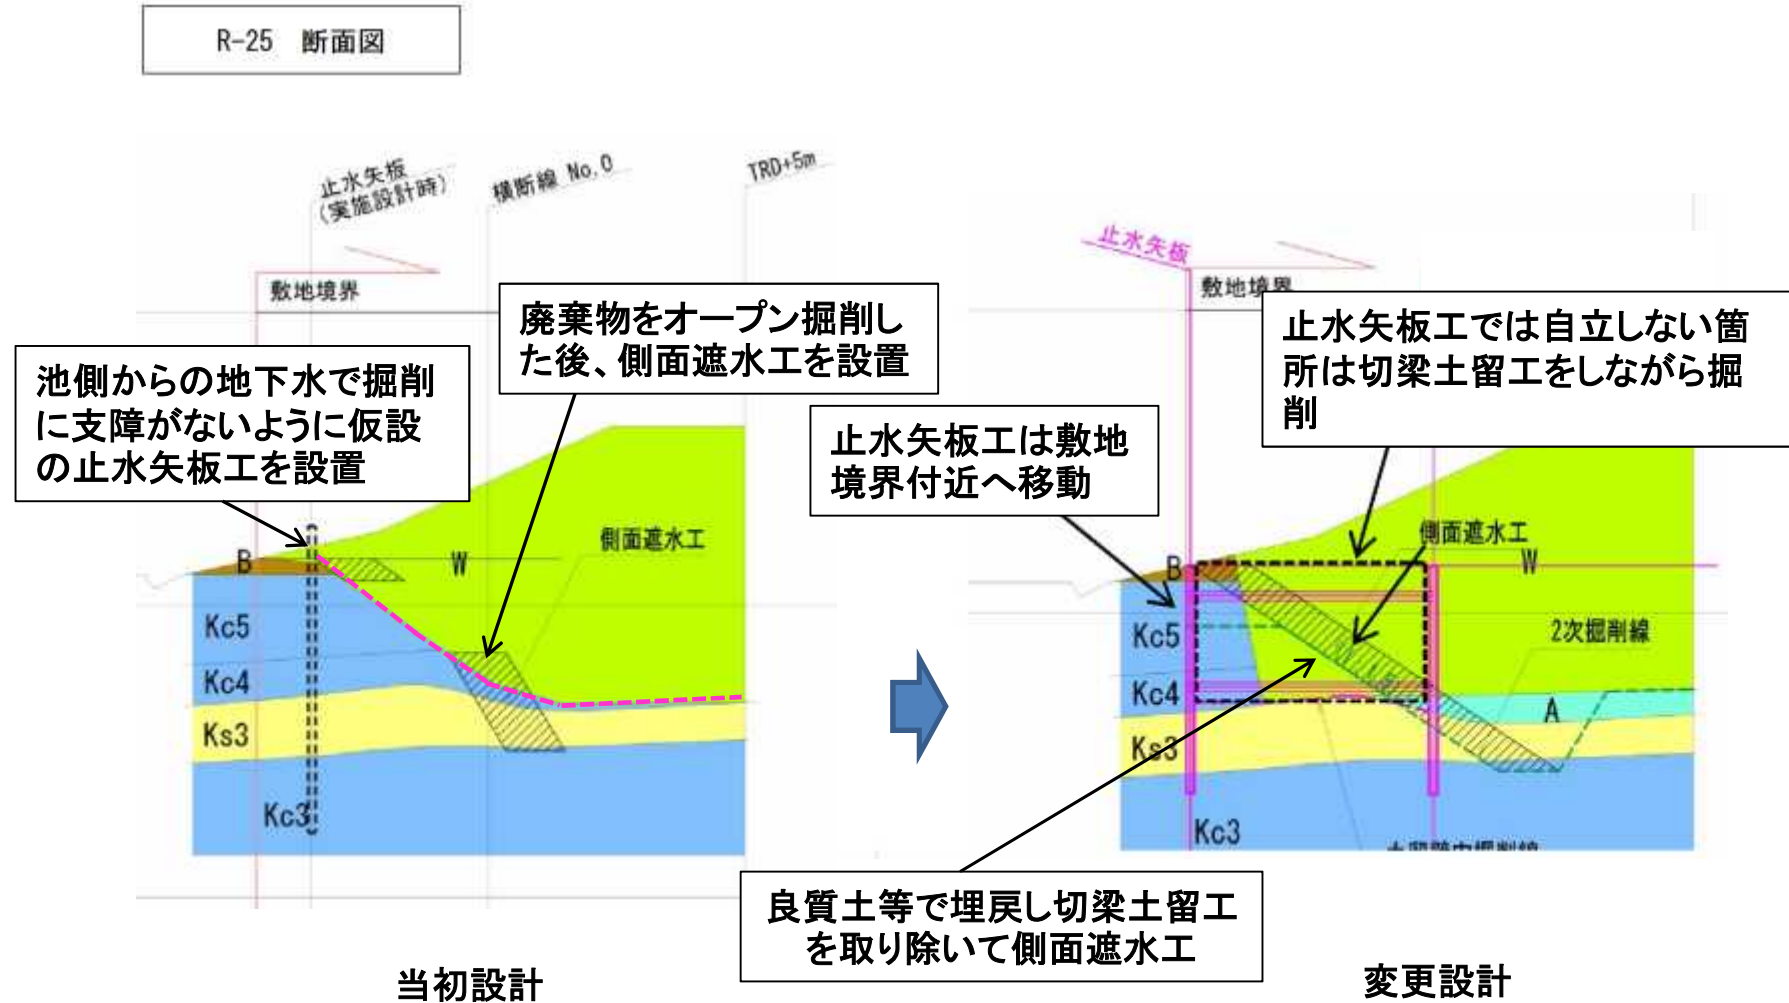 R-25 断面図
止水矢板
(実施設計時)
横断線 No.0
TRD+5m
敷地境界
廃棄物をオープン掘削し
た後、側面遮水工を設置
池側からの地下水で掘削
に支障がないように仮設
の止水矢板工を設置
側面遮水工
B
W
Kc5
Kc4
Ks3
Kc3
当初設計
止水矢板
敷地境界
止水矢板工では自立しない箇
所は切梁土留工をしながら掘
削
止水矢板工は敷地
境界付近へ移動
側面遮水工
B
W
Kc5
2次掘削線
Kc4
A
Ks3
Kc3
良質土等で埋戻し切梁土留工
を取り除いて側面遮水工
変更設計